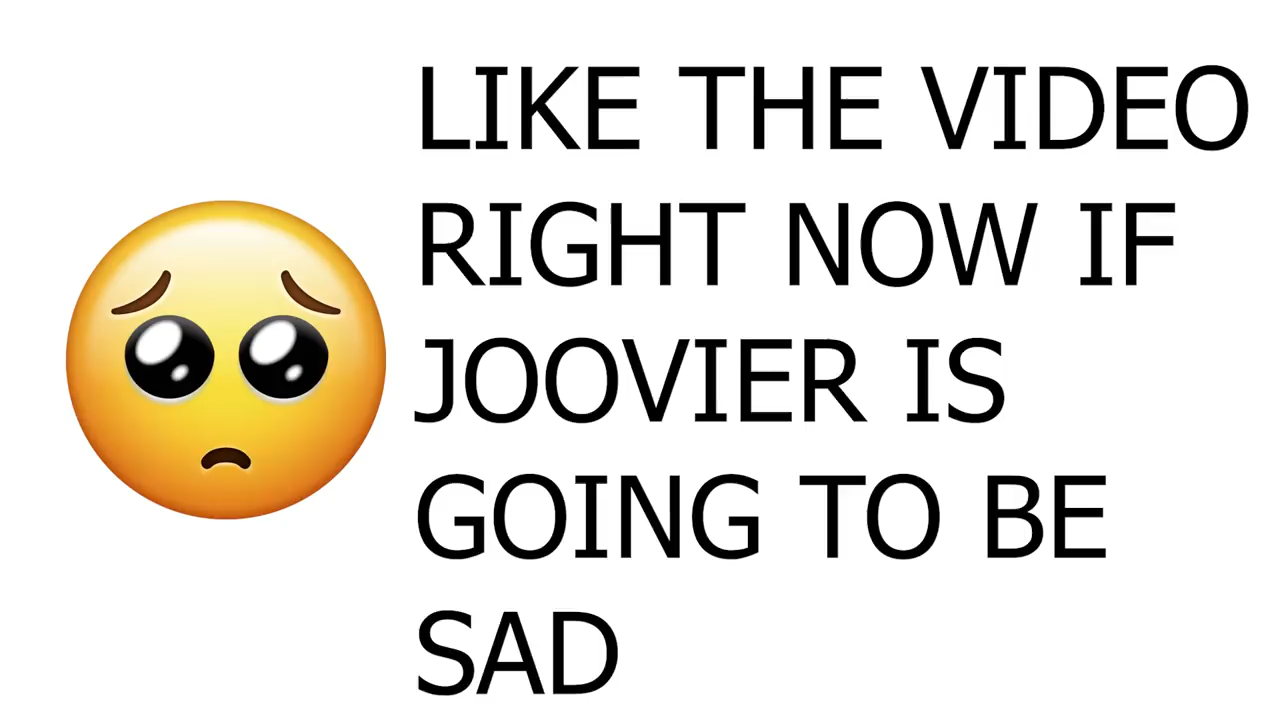 LIKE THE VIDEO
RIGHT NOW IF
JOOVIER IS
GOING TO BE
SAD